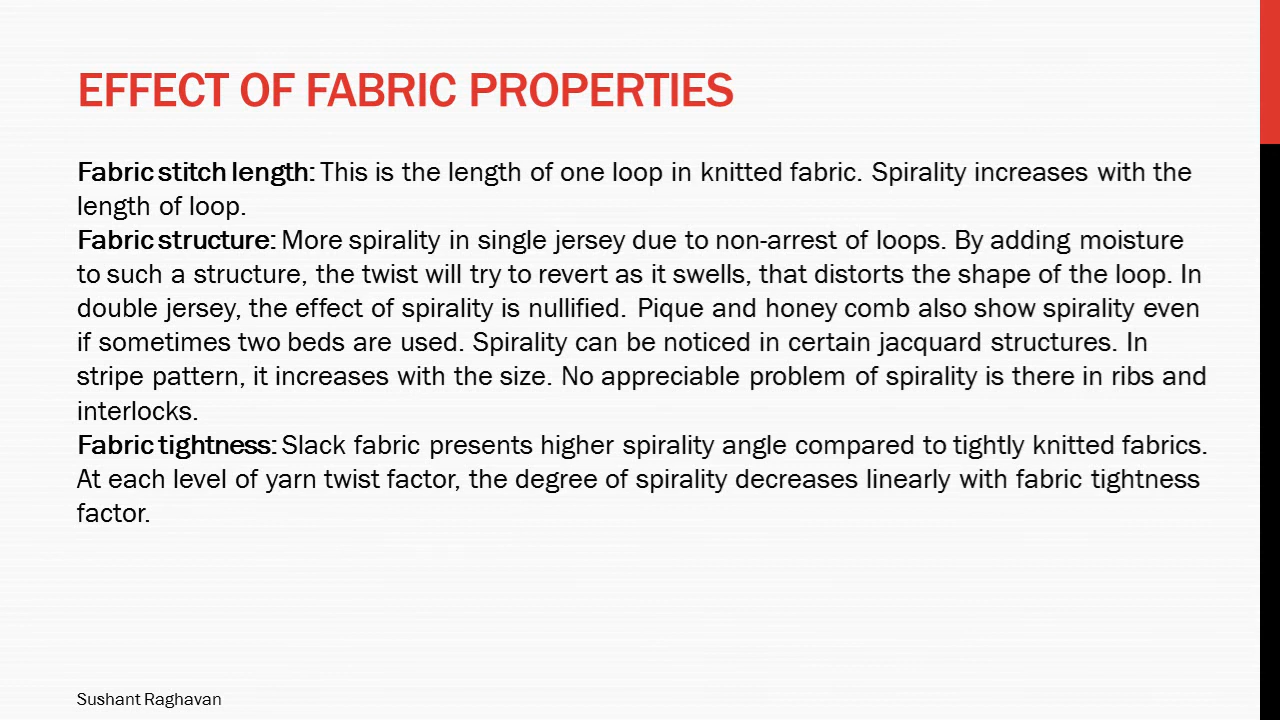 EFFECT OF FABRIC PROPERTIES
Fabric stitch length: This is the length of one loop in knitted fabric. Spirality increases with the
length of loop.
Fabric structure: More spirality in single jersey due to non-arrest of loops. By adding moisture
to such a structure, the twist will try to revert as it swells, that distorts the shape of the loop. In
double jersey, the effect of spirality is nullified. Pique and honey comb also show spirality even
if sometimes two beds are used. Spirality can be noticed in certain jacquard structures. In
stripe pattern, it increases with the size. No appreciable problem of spirality is there in ribs and
interlocks.
Fabric tightness: Slack fabric presents higher spirality angle compared to tightly knitted fabrics.
At each level of yarn twist factor, the degree of spirality decreases linearly with fabric tightness
factor.
Sushant Raghavan